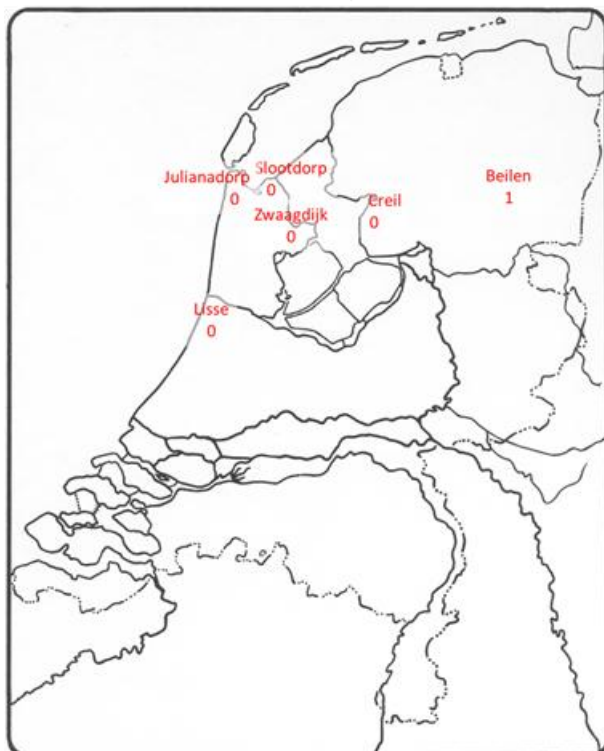 Slootdorp
0
Julianadorp
0
Beilen
1
Creil
0
Zwaagdijk
0
Lisse
0